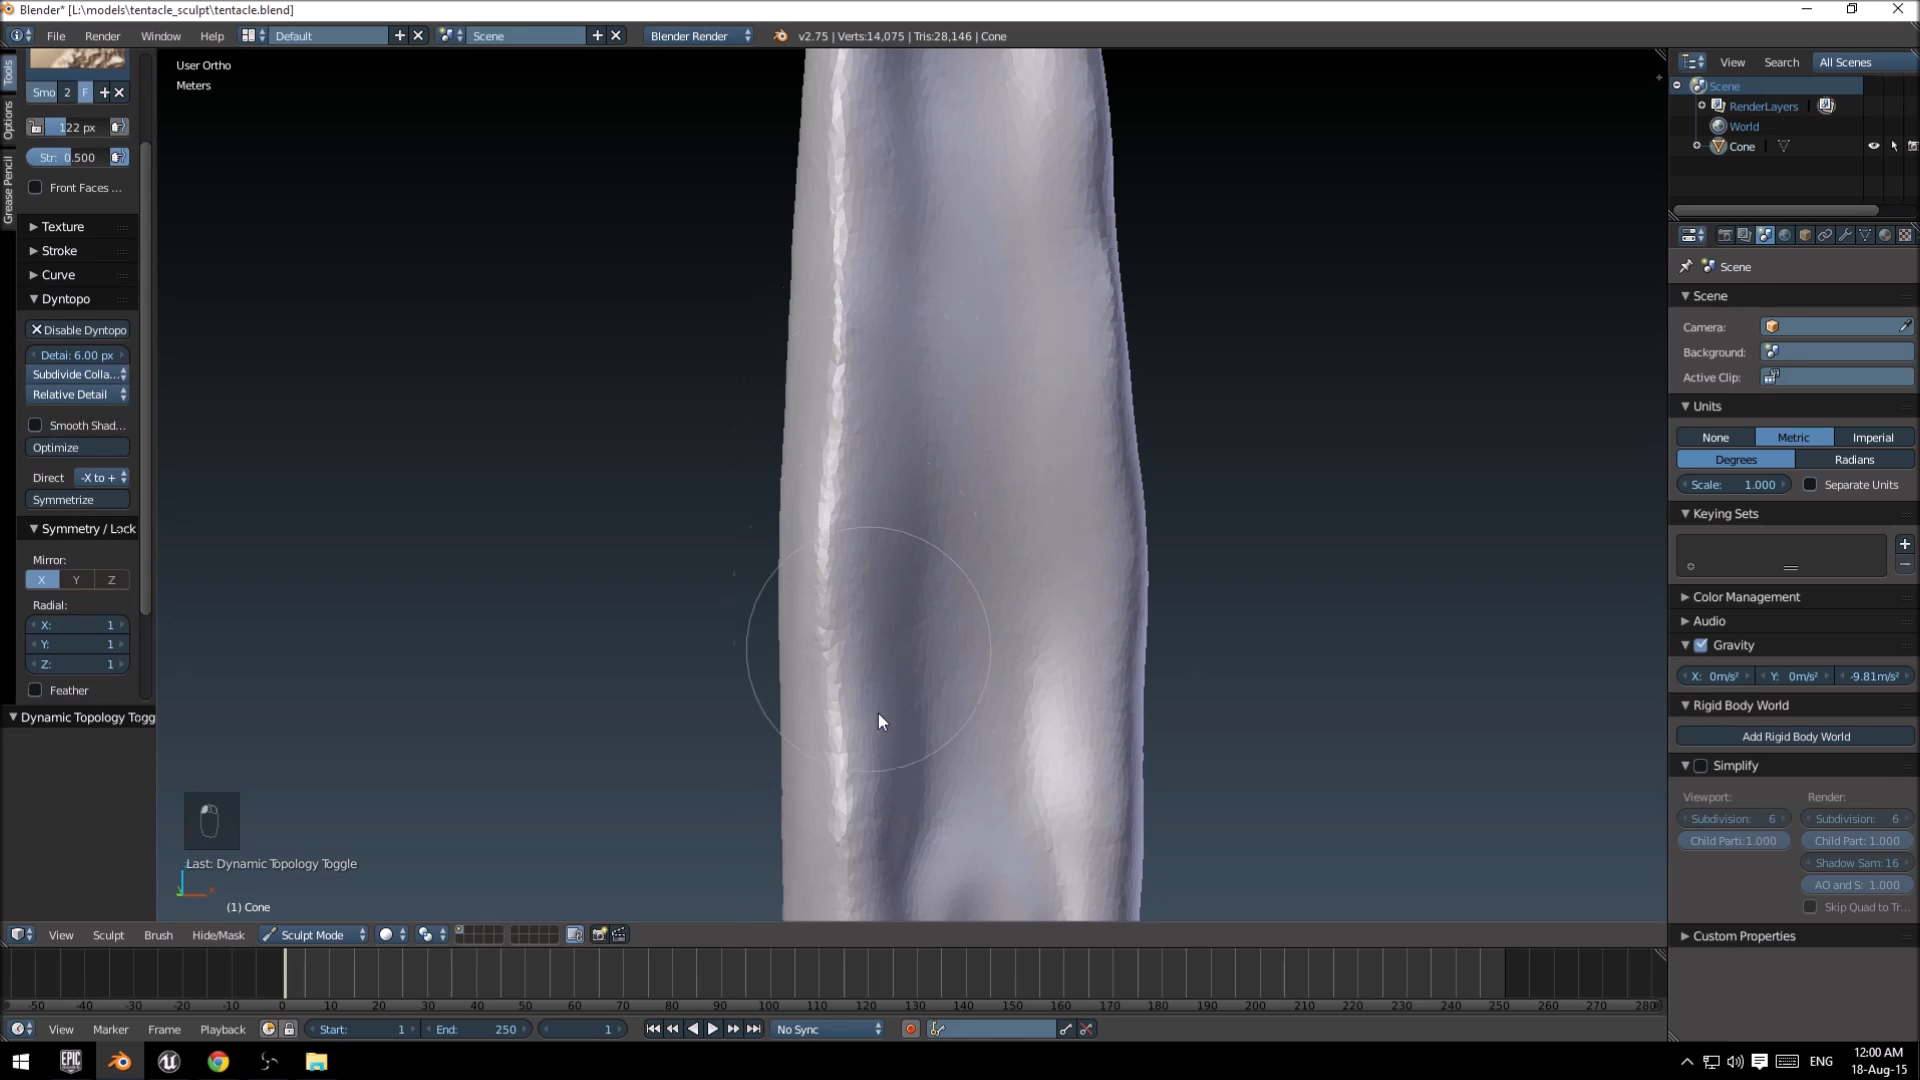 Blender* [L:\models\tentacle_sculpt\tentacle.blend]
File Render Window Help Default Scene Blender Render v2.75 | Verts:14,075 | Tris:28,146 | Cone
User Ortho
Meters
Tools
Options
Grease Pencil
Smo 2 F
122 px
Str: 0.500
Front Faces ...
Texture
Stroke
Curve
Dyntopo
Disable Dyntopo
Detai: 6.00 px
Subdivide Colla...
Relative Detail
Smooth Shad...
Optimize
Direct -X to +
Symmetrize
Symmetry / Lock
Mirror:
X Y Z
Radial:
X: 1
Y: 1
Z: 1
Feather
Dynamic Topology Togg
Last: Dynamic Topology Toggle
(1) Cone
View Search All Scenes
Scene
RenderLayers
World
Cone
Scene
Scene
Camera:
Background:
Active Clip:
Units
None Metric Imperial
Degrees Radians
Scale: 1.000 Separate Units
Keying Sets
Color Management
Audio
Gravity
X: 0m/s² Y: 0m/s² -9.81m/s²
Rigid Body World
Add Rigid Body World
Simplify
Viewport: Render:
Subdivision: 6 Subdivision: 6
Child Parti:1.000 Child Part: 1.000
Shadow Sam: 16
AO and S: 1.000
Skip Quad to Tr...
Custom Properties
View Sculpt Brush Hide/Mask Sculpt Mode
-50 -40 -30 -20 -10 0 10 20 30 40 50 60 70 80 90 100 110 120 130 140 150 160 170 180 190 200 210 220 230 240 250 260 270 280
View Marker Frame Playback Start: 1 End: 250 1 No Sync
EPIC
ENG
12:00 AM
18-Aug-15